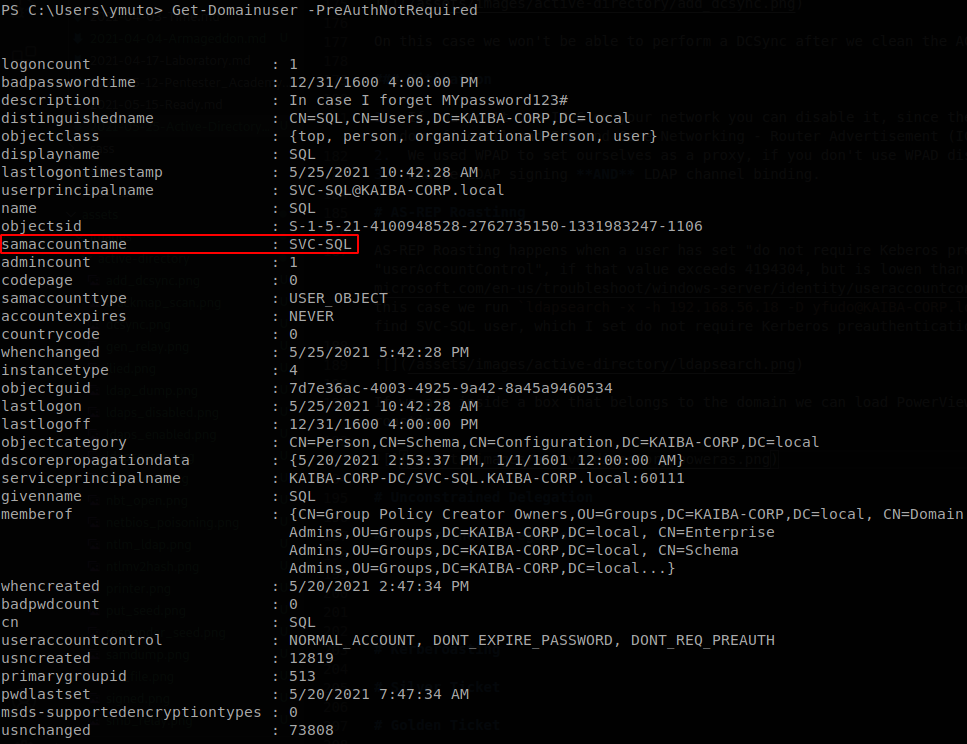 PS C:\Users\ymuto> Get-Domainuser -PreAuthNotRequired
logoncount : 1
badpasswordtime : 12/31/1600 4:00:00 PM
description : In case I forget MYpassword123#
distinguishedname : CN=SQL,CN=Users,DC=KAIBA-CORP,DC=local
objectclass : {top, person, organizationalPerson, user}
displayname : SQL
lastlogontimestamp : 5/25/2021 10:42:28 AM
userprincipalname : SVC-SQL@KAIBA-CORP.local
name : SQL
objectsid : S-1-5-21-4100948528-2762735150-1331983247-1106
samaccountname : SVC-SQL
admincount : 1
codepage : 0
samaccounttype : USER_OBJECT
accountexpires : NEVER
countrycode : 0
whenchanged : 5/25/2021 5:42:28 PM
instancetype : 4
objectguid : 7d7e36ac-4003-4925-9a42-8a45a9460534
lastlogon : 5/25/2021 10:42:28 AM
lastlogoff : 12/31/1600 4:00:00 PM
objectcategory : CN=Person,CN=Schema,CN=Configuration,DC=KAIBA-CORP,DC=local
dscorepropagationdata : {5/20/2021 2:53:37 PM, 1/1/1601 12:00:00 AM}
serviceprincipalname : KAIBA-CORP-DC/SVC-SQL.KAIBA-CORP.local:60111
givenname : SQL
memberof : {CN=Group Policy Creator Owners,OU=Groups,DC=KAIBA-CORP,DC=local, CN=Domain
Admins,OU=Groups,DC=KAIBA-CORP,DC=local, CN=Enterprise
Admins,OU=Groups,DC=KAIBA-CORP,DC=local, CN=Schema
Admins,OU=Groups,DC=KAIBA-CORP,DC=local...}
whencreated : 5/20/2021 2:47:34 PM
badpwdcount : 0
cn : SQL
useraccountcontrol : NORMAL_ACCOUNT, DONT_EXPIRE_PASSWORD, DONT_REQ_PREAUTH
usncreated : 12819
primarygroupid : 513
pwdlastset : 5/20/2021 7:47:34 AM
msds-supportedencryptiontypes : 0
usnchanged : 73808